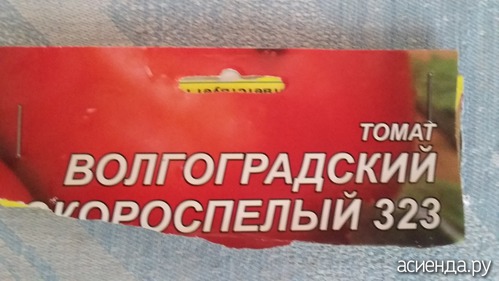 ТОМАТ
ВОЛГОГРАДСКИЙ
СКОРОСПЕЛЫЙ 323
асиенда.ру